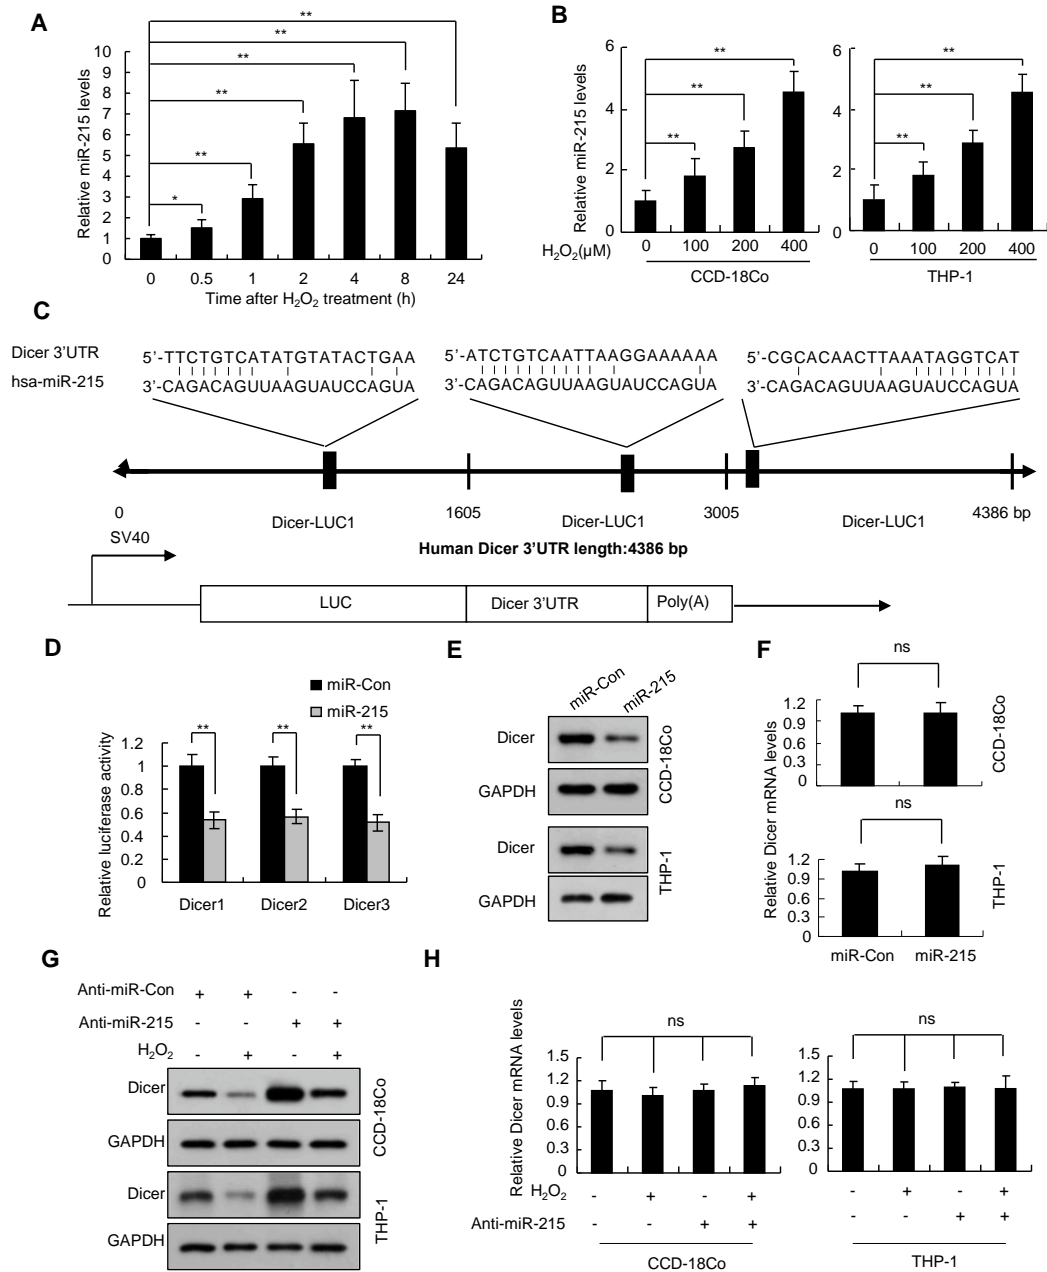 A
** 
**
**
**
**
*
Relative miR-215 levels
10
9
8
7
6
5
4
3
2
1
0
0 0.5 1 2 4 8 24
Time after H₂O₂ treatment (h)
B
Relative miR-215 levels
6
4
2
0
**
**
**
0 100 200 400
H₂O₂(µM)
CCD-18Co
6
4
2
0
**
**
**
0 100 200 400
THP-1
C
Dicer 3’UTR
hsa-miR-215
5’-TTCTGTCATATGTATACTGAA
3’-CAGACAGUUAAGUAUCCAGUA
5’-ATCTGTCAATTAAGGAAAAAA
3’-CAGACAGUUAAGUAUCCAGUA
5’-CGCACAACTTAAATAGGTCAT
3’-CAGACAGUUAAGUAUCCAGUA
0 Dicer-LUC1 1605 Dicer-LUC1 3005 Dicer-LUC1 4386 bp
Human Dicer 3’UTR length:4386 bp
SV40
LUC Dicer 3’UTR Poly(A)
D
miR-Con
miR-215
Relative luciferase activity
1.2
1
0.8
0.6
0.4
0.2
0
** ** **
Dicer1 Dicer2 Dicer3
E
miR-Con miR-215
Dicer
GAPDH
CCD-18Co
Dicer
GAPDH
THP-1
F
Relative Dicer mRNA levels
ns
1.2
0.9
0.6
0.3
0
CCD-18Co
ns
1.2
0.9
0.6
0.3
0
THP-1
miR-Con miR-215
G
Anti-miR-Con + + - -
Anti-miR-215 - - + +
H₂O₂ - + - +
Dicer
GAPDH
CCD-18Co
Dicer
GAPDH
THP-1
H
Relative Dicer mRNA levels
ns
1.5
1.2
0.9
0.6
0.3
0
ns
1.5
1.2
0.9
0.6
0.3
0
H₂O₂ - + - + - + - +
Anti-miR-215 - - + + - - + +
CCD-18Co THP-1